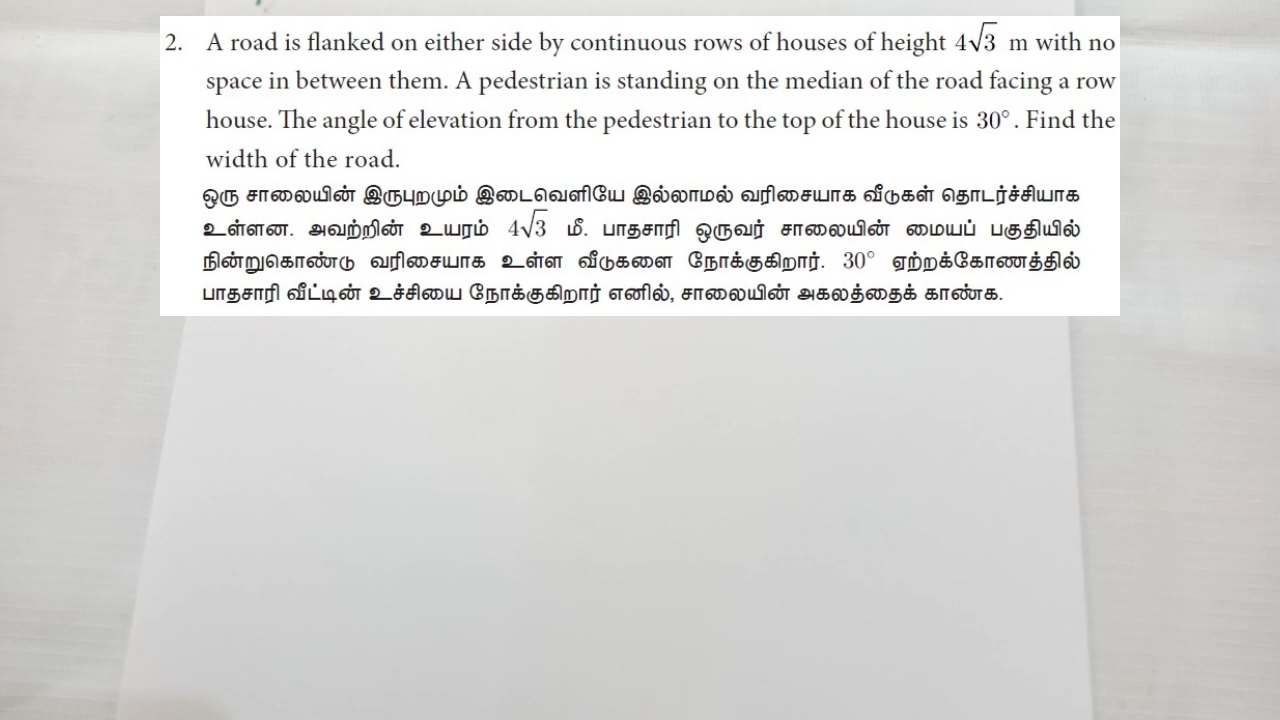 2. A road is flanked on either side by continuous rows of houses of height 4√3 m with no
space in between them. A pedestrian is standing on the median of the road facing a row
house. The angle of elevation from the pedestrian to the top of the house is 30°. Find the
width of the road.
ஒரு சாலையின் இருபுறமும் இடைவெளியே இல்லாமல் வரிசையாக வீடுகள் தொடர்ச்சியாக
உள்ளன. அவற்றின் உயரம் 4√3 மீ. பாதசாரி ஒருவர் சாலையின் மையப் பகுதியில்
நின்றுகொண்டு வரிசையாக உள்ள வீடுகளை நோக்குகிறார். 30° ஏற்றக்கோணத்தில்
பாதசாரி வீட்டின் உச்சியை நோக்குகிறார் எனில், சாலையின் அகலத்தைக் காண்க.